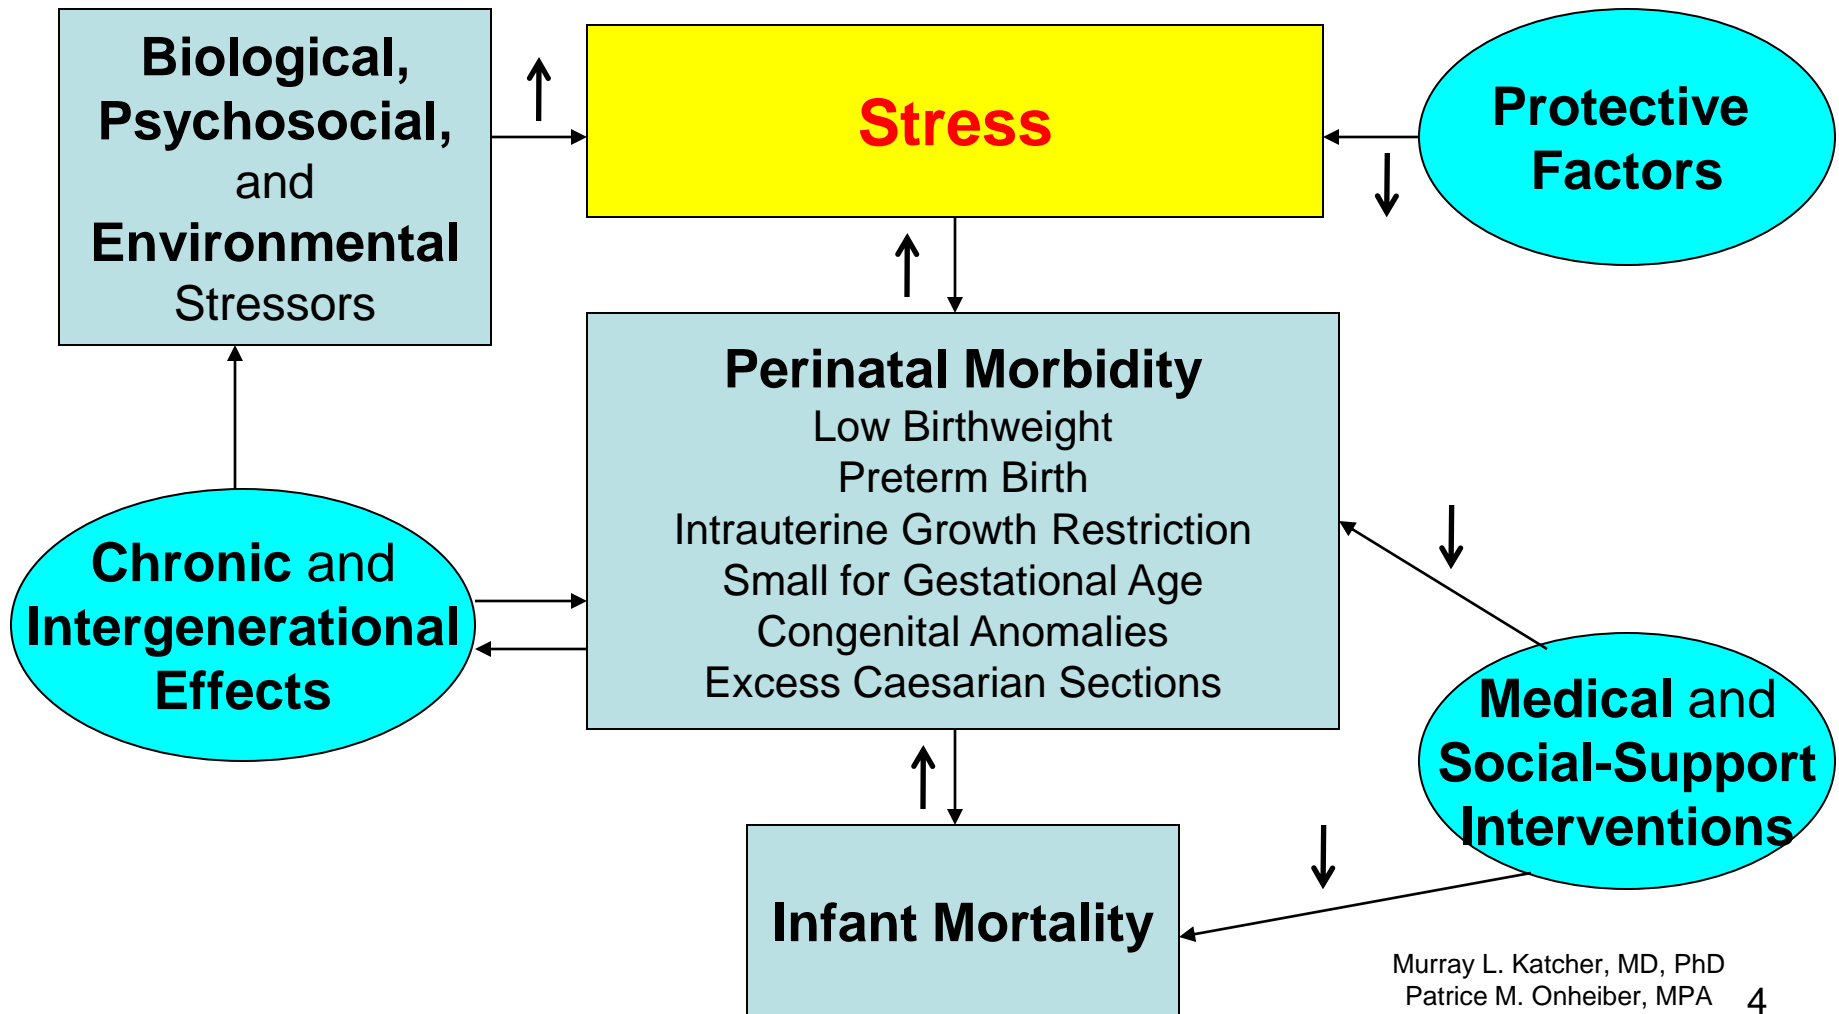 Biological,
Psychosocial,
and
Environmental
Stressors
Stress
Protective
Factors
Perinatal Morbidity
Low Birthweight
Preterm Birth
Intrauterine Growth Restriction
Small for Gestational Age
Congenital Anomalies
Excess Caesarian Sections
Chronic and
Intergenerational
Effects
Medical and
Social-Support
Interventions
Infant Mortality
Murray L. Katcher, MD, PhD
Patrice M. Onheiber, MPA
4